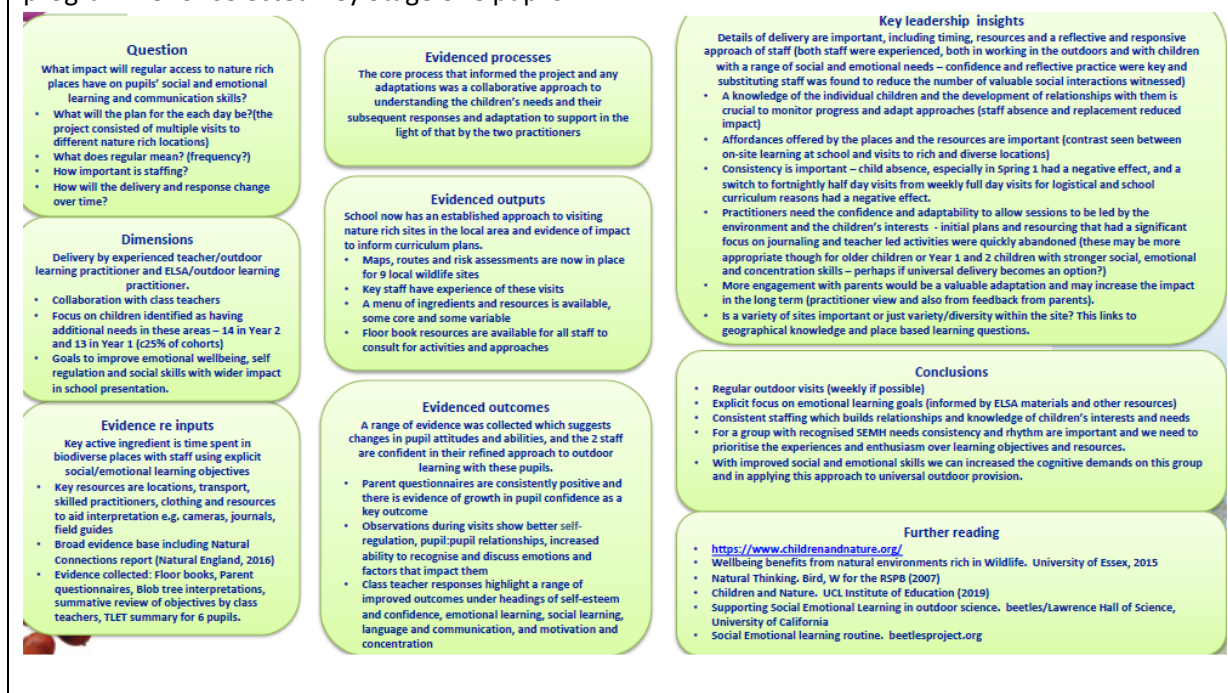 Question
What impact will regular access to nature rich
places have on pupils' social and emotional
learning and communication skills?
• What will the plan for the each day be?(the
project consisted of multiple visits to
different nature rich locations)
• What does regular mean? (frequency?)
• How important is staffing?
• How will the delivery and response change
over time?
Dimensions
Delivery by experienced teacher/outdoor
learning practitioner and ELSA/outdoor learning
practitioner.
• Collaboration with class teachers
• Focus on children identified as having
additional needs in these areas – 14 in Year 2
and 13 in Year 1 (c25% of cohorts)
• Goals to improve emotional wellbeing, self
regulation and social skills with wider impact
in school presentation.
Evidence re inputs
Key active ingredient is time spent in
biodiverse places with staff using explicit
social/emotional learning objectives
• Key resources are locations, transport,
skilled practitioners, clothing and resources
to aid interpretation e.g. cameras, journals,
field guides
• Broad evidence base including Natural
Connections report (Natural England, 2016)
• Evidence collected: Floor books, Parent
questionnaires, Blob tree interpretations,
summative review of objectives by class
teachers, TLET summary for 6 pupils.
Evidenced processes
The core process that informed the project and any
adaptations was a collaborative approach to
understanding the children's needs and their
subsequent responses and adaptation to support in the
light of that by the two practitioners
Evidenced outputs
School now has an established approach to visiting
nature rich sites in the local area and evidence of impact
to inform curriculum plans.
• Maps, routes and risk assessments are now in place
for 9 local wildlife sites
• Key staff have experience of these visits
• A menu of ingredients and resources is available,
some core and some variable
• Floor book resources are available for all staff to
consult for activities and approaches
Evidenced outcomes
A range of evidence was collected which suggests
changes in pupil attitudes and abilities, and the 2 staff
are confident in their refined approach to outdoor
learning with these pupils.
• Parent questionnaires are consistently positive and
there is evidence of growth in pupil confidence as a
key outcome
• Observations during visits show better self-
regulation, pupil:pupil relationships, increased
ability to recognise and discuss emotions and
factors that impact them
• Class teacher responses highlight a range of
improved outcomes under headings of self-esteem
and confidence, emotional learning, social learning,
language and communication, and motivation and
concentration
Key leadership insights
Details of delivery are important, including timing, resources and a reflective and responsive
approach of staff (both staff were experienced, both in working in the outdoors and with children
with a range of social and emotional needs – confidence and reflective practice were key and
substituting staff was found to reduce the number of valuable social interactions witnessed)
• A knowledge of the individual children and the development of relationships with them is
crucial to monitor progress and adapt approaches (staff absence and replacement reduced
impact)
• Affordances offered by the places and the resources are important (contrast seen between
on-site learning at school and visits to rich and diverse locations)
• Consistency is important – child absence, especially in Spring 1 had a negative effect, and a
switch to fortnightly half day visits from weekly full day visits for logistical and school
curriculum reasons had a negative effect.
• Practitioners need the confidence and adaptability to allow sessions to be led by the
environment and the children's interests - initial plans and resourcing that had a significant
focus on journaling and teacher led activities were quickly abandoned (these may be more
appropriate though for older children or Year 1 and 2 children with stronger social, emotional
and concentration skills – perhaps if universal delivery becomes an option?)
• More engagement with parents would be a valuable adaptation and may increase the impact
in the long term (practitioner view and also from feedback from parents).
• Is a variety of sites important or just variety/diversity within the site? This links to
geographical knowledge and place based learning questions.
Conclusions
• Regular outdoor visits (weekly if possible)
• Explicit focus on emotional learning goals (informed by ELSA materials and other resources)
• Consistent staffing which builds relationships and knowledge of children's interests and needs
• For a group with recognised SEMH needs consistency and rhythm are important and we need to
prioritise the experiences and enthusiasm over learning objectives and resources.
• With improved social and emotional skills we can increased the cognitive demands on this group
and in applying this approach to universal outdoor provision.
Further reading
• https://www.childrenandnature.org/
• Wellbeing benefits from natural environments rich in Wildlife. University of Essex, 2015
• Natural Thinking. Bird, W for the RSPB (2007)
• Children and Nature. UCL Institute of Education (2019)
• Supporting Social Emotional Learning in outdoor science. beetles/Lawrence Hall of Science,
University of California
• Social Emotional learning routine. beetlesproject.org